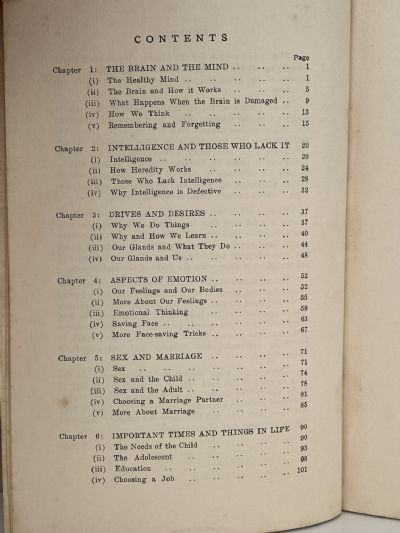 CONTENTS
Page
Chapter 1: THE BRAIN AND THE MIND .. .. .. 1
(i) The Healthy Mind .. .. .. .. 1
(ii) The Brain and How it Works .. .. .. 5
(iii) What Happens When the Brain is Damaged .. 9
(iv) How We Think .. .. .. .. 13
(v) Remembering and Forgetting .. .. .. 15
Chapter 2: INTELLIGENCE AND THOSE WHO LACK IT 20
(i) Intelligence .. .. .. .. .. 20
(ii) How Heredity Works .. .. .. .. 24
(iii) Those Who Lack Intelligence .. .. .. 28
(iv) Why Intelligence is Defective .. .. .. 32
Chapter 3: DRIVES AND DESIRES .. .. .. .. 37
(i) Why We Do Things .. .. .. .. 37
(ii) Why and How we Learn .. .. .. .. 40
(iii) Our Glands and What They Do .. .. .. 44
(iv) Our Glands and Us .. .. .. .. 48
Chapter 4: ASPECTS OF EMOTION .. .. .. .. 52
(i) Our Feelings and Our Bodies .. .. .. 52
(ii) More About Our Feelings .. .. .. .. 55
(iii) Emotional Thinking .. .. .. .. 59
(iv) Saving Face .. .. .. .. .. 63
(v) More Face-saving Tricks .. .. .. .. 67
Chapter 5: SEX AND MARRIAGE .. .. .. .. 71
(i) Sex .. .. .. .. .. .. 71
(ii) Sex and the Child .. .. .. .. .. 74
(iii) Sex and the Adult .. .. .. .. .. 78
(iv) Choosing a Marriage Partner .. .. .. 81
(v) More About Marriage .. .. .. .. 85
Chapter 6: IMPORTANT TIMES AND THINGS IN LIFE 90
(i) The Needs of the Child .. .. .. .. 90
(ii) The Adolescent .. .. .. .. .. 93
(iii) Education .. .. .. .. .. 98
(iv) Choosing a Job .. .. .. .. .. 101